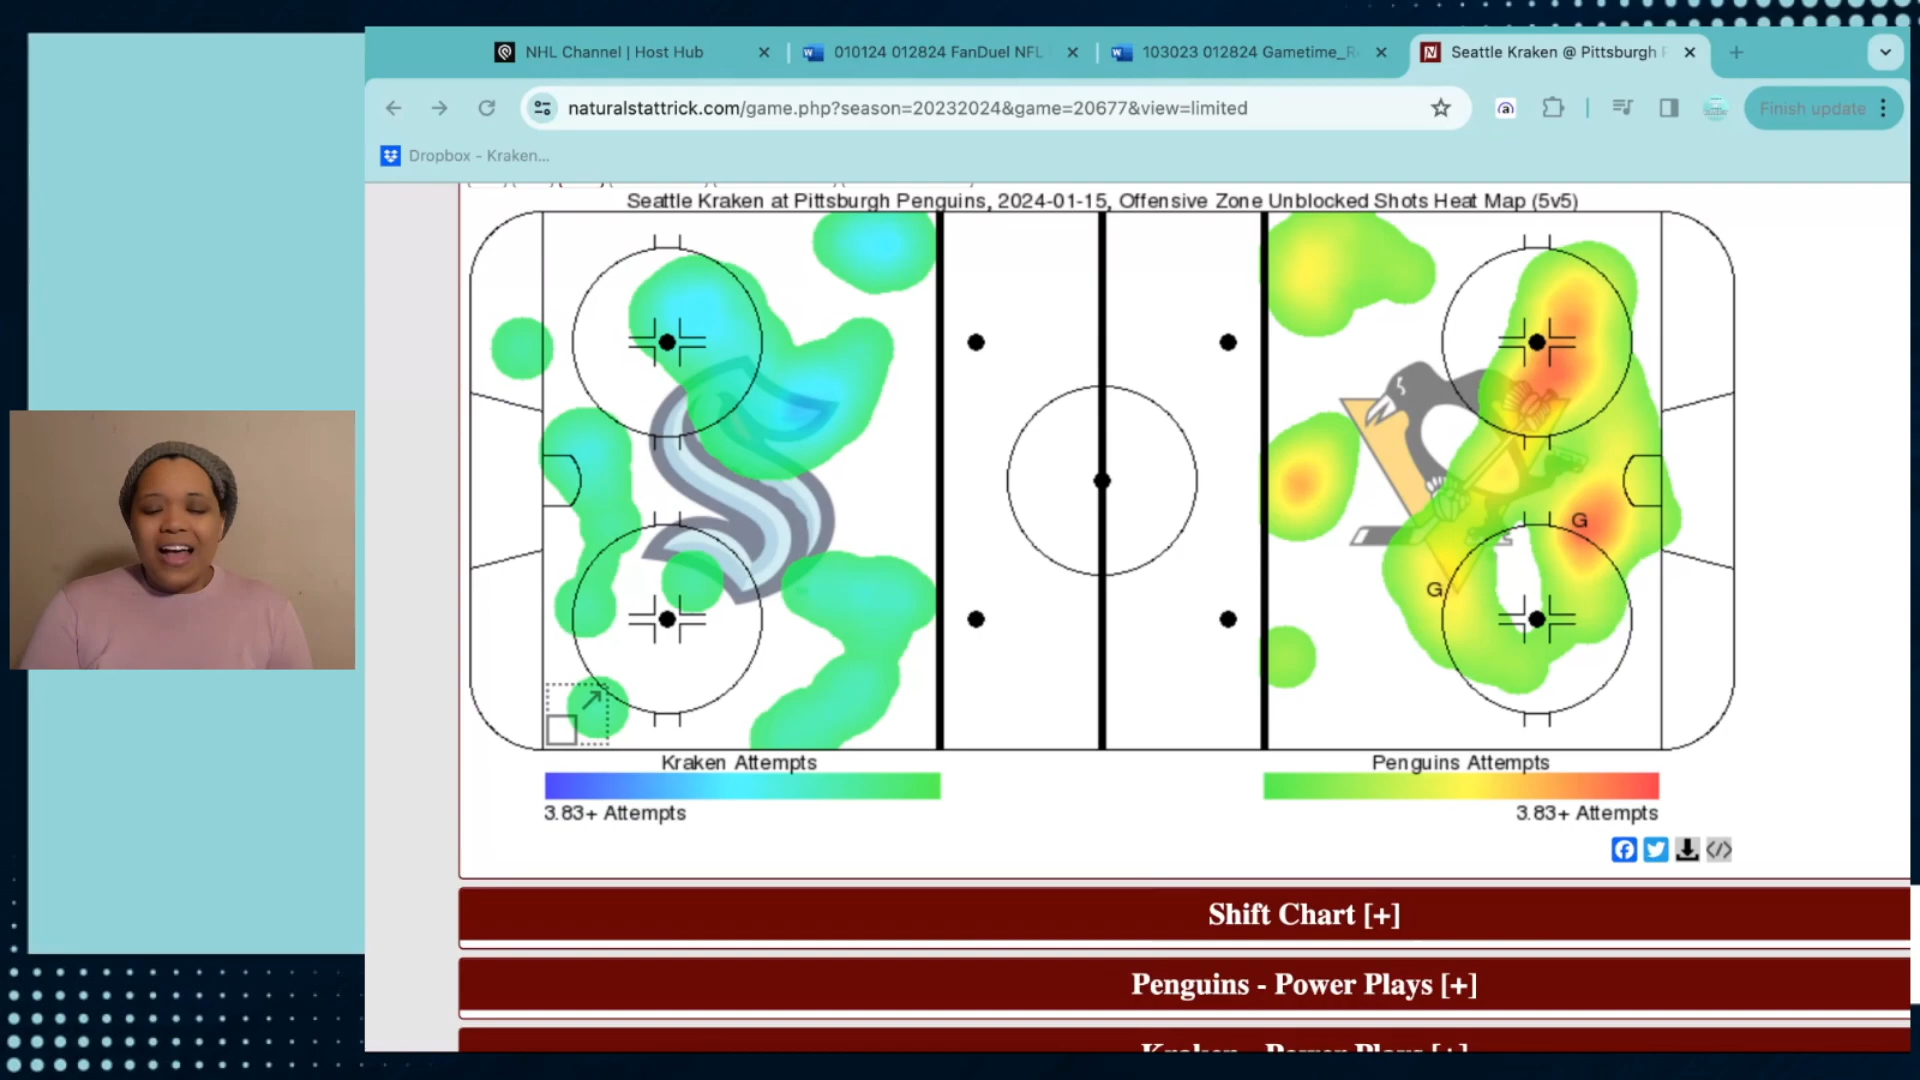 NHL Channel | Host Hub
010124 012824 FanDuel NFL
103023 012824 Gametime_R
Seattle Kraken @ Pittsburgh P
naturalstattrick.com/game.php?season=20232024&game=20677&view=limited
Finish update
Dropbox - Kraken...
Seattle Kraken at Pittsburgh Penguins, 2024-01-15, Offensive Zone Unblocked Shots Heat Map (5v5)
G
G
Kraken Attempts
Penguins Attempts
3.83+ Attempts
3.83+ Attempts
Shift Chart [+]
Penguins - Power Plays [+]
Kraken - Power Plays [+]